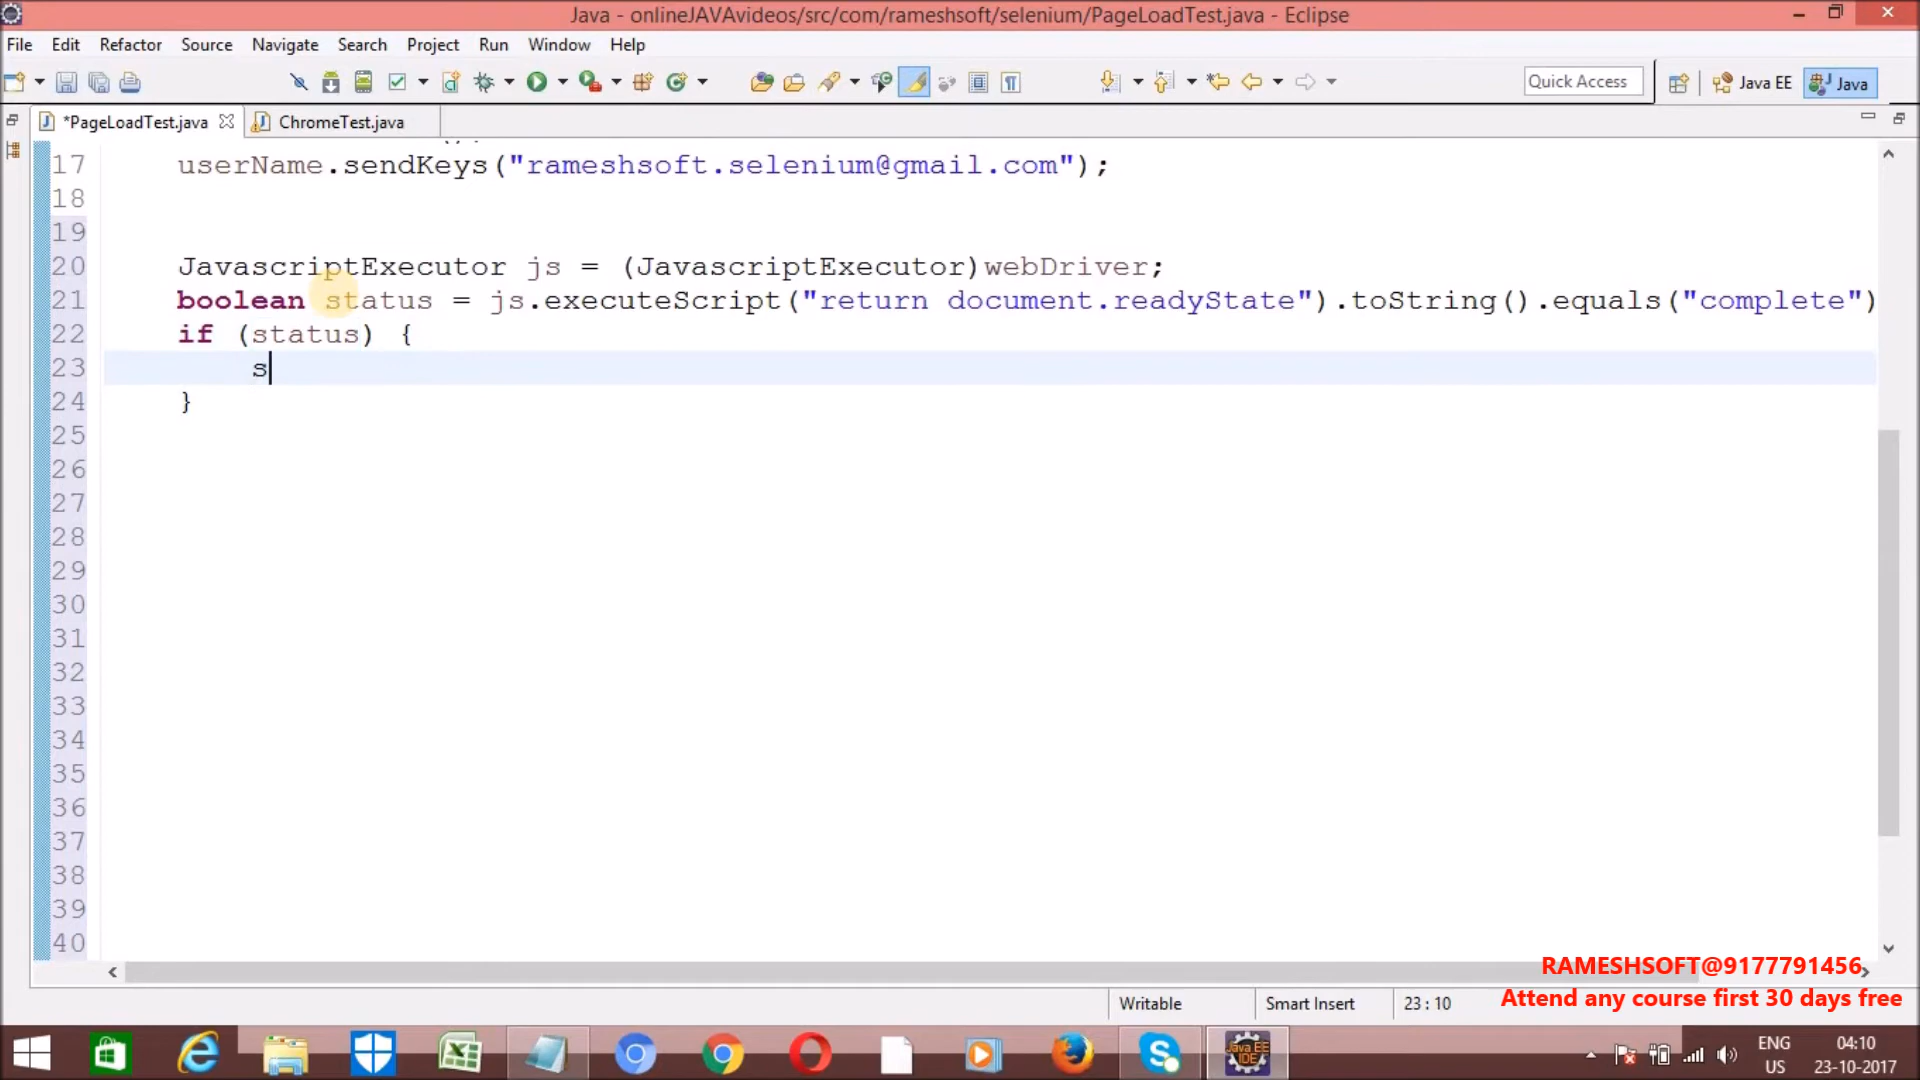 Java - onlineJAVAvideos/src/com/rameshsoft/selenium/PageLoadTest.java - Eclipse
File Edit Refactor Source Navigate Search Project Run Window Help
Quick Access Java EE Java
*PageLoadTest.java ChromeTest.java
17 userName.sendKeys("rameshsoft.selenium@gmail.com");
18
19
20 JavascriptExecutor js = (JavascriptExecutor)webDriver;
21 boolean status = js.executeScript("return document.readyState").toString().equals("complete")
22 if (status) {
23 s
24 }
25
26
27
28
29
30
31
32
33
34
35
36
37
38
39
40
RAMESHSOFT@9177791456
Attend any course first 30 days free
Writable Smart Insert 23 : 10
Java EE
IDE
ENG
US
04:10
23-10-2017